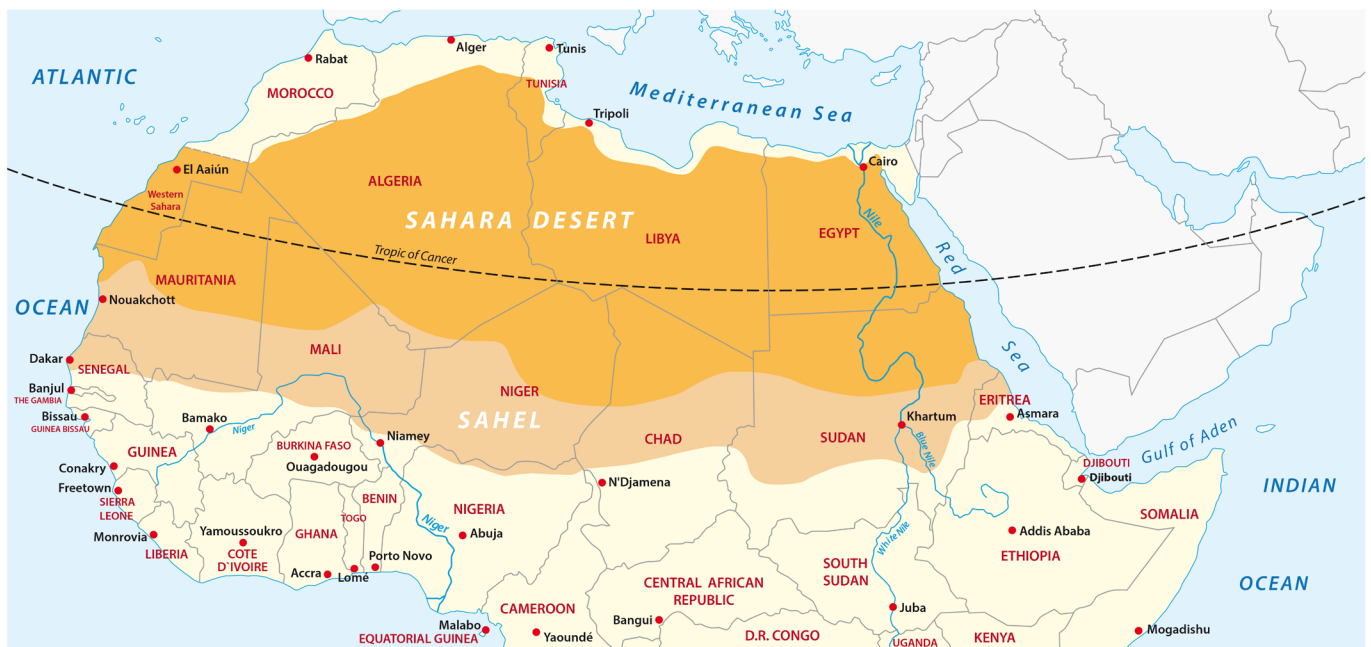 ATLANTIC
OCEAN
Mediterranean Sea
Red
Sea
Gulf of Aden
INDIAN
OCEAN
Rabat
MOROCCO
Alger
Tunis
TUNISIA
Tripoli
El Aaiún
Western
Sahara
ALGERIA
SAHARA DESERT
LIBYA
Cairo
EGYPT
Nile
Tropic of Cancer
MAURITANIA
Nouakchott
MALI
NIGER
SAHEL
CHAD
SUDAN
Khartum
Blue Nile
ERITREA
Asmara
Dakar
SENEGAL
Banjul
THE GAMBIA
Bissau
GUINEA BISSAU
Bamako
Niger
GUINEA
Conakry
Freetown
SIERRA
LEONE
Monrovia
LIBERIA
Yamoussoukro
COTE
D`IVOIRE
BURKINA FASO
Ouagadougou
Niamey
GHANA
TOGO
BENIN
Accra
Lomé
Porto Novo
NIGERIA
Niger
Abuja
N'Djamena
CAMEROON
Malabo
EQUATORIAL GUINEA
Yaoundé
CENTRAL AFRICAN
REPUBLIC
Bangui
D.R. CONGO
SOUTH
SUDAN
White Nile
Juba
UGANDA
KENYA
Addis Ababa
ETHIOPIA
DJIBOUTI
Djibouti
SOMALIA
Mogadishu